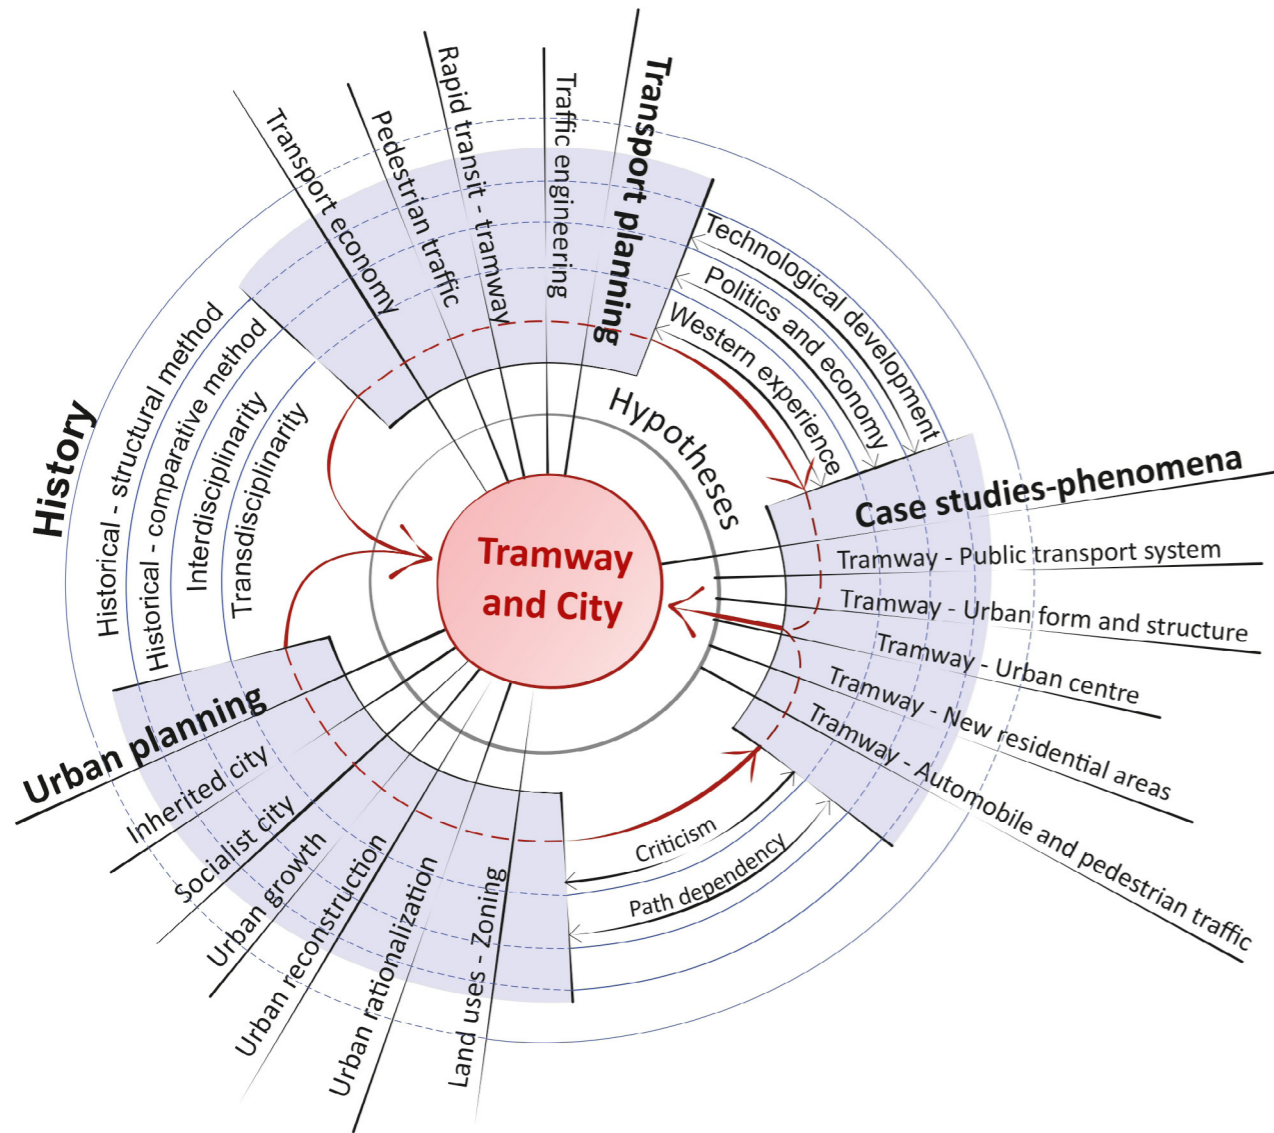 Transport economy
Pedestrian traffic
Rapid transit - tramway
Traffic engineering
Transport planning
Technological development
Politics and economy
Western experience
Hypotheses
History
Historical - structural method
Historical - comparative method
Interdisciplinarity
Transdisciplinarity
Tramway
and City
Case studies-phenomena
Tramway - Public transport system
Tramway - Urban form and structure
Tramway - Urban centre
Tramway - New residential areas
Tramway - Automobile and pedestrian traffic
Criticism
Path dependency
Urban planning
Inherited city
Socialist city
Urban growth
Urban reconstruction
Urban rationalization
Land uses - Zoning